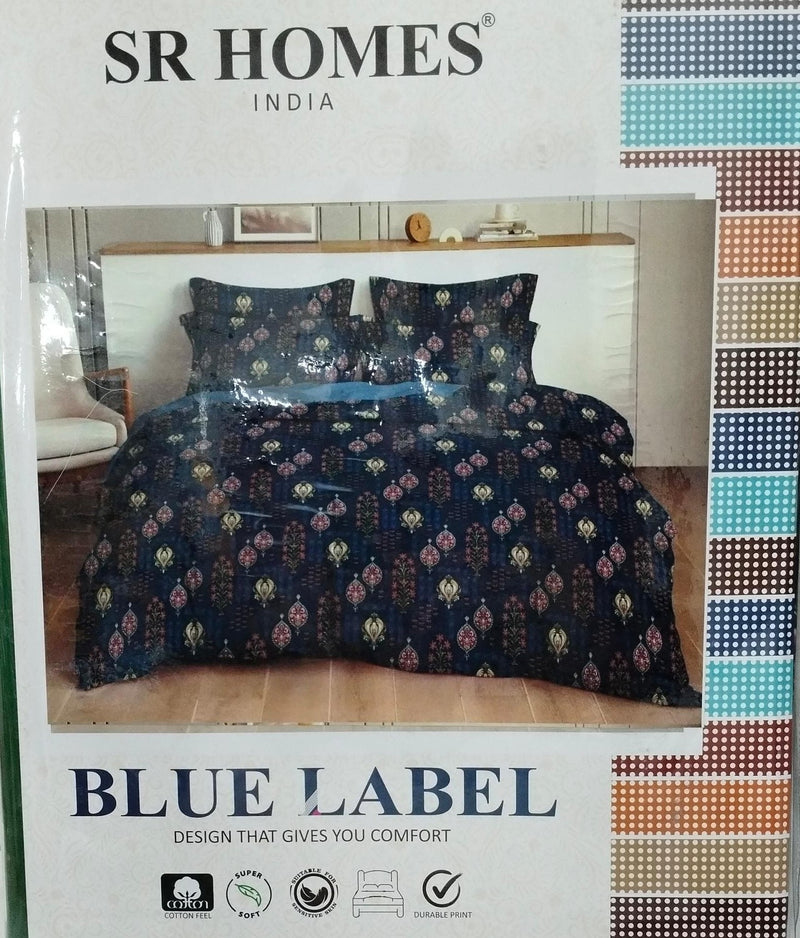 SR HOMES®
INDIA
BLUE LABEL
DESIGN THAT GIVES YOU COMFORT
cotton
COTTON FEEL
SUPER
SOFT
SUITABLE FOR
SENSITIVE SKIN
DURABLE PRINT